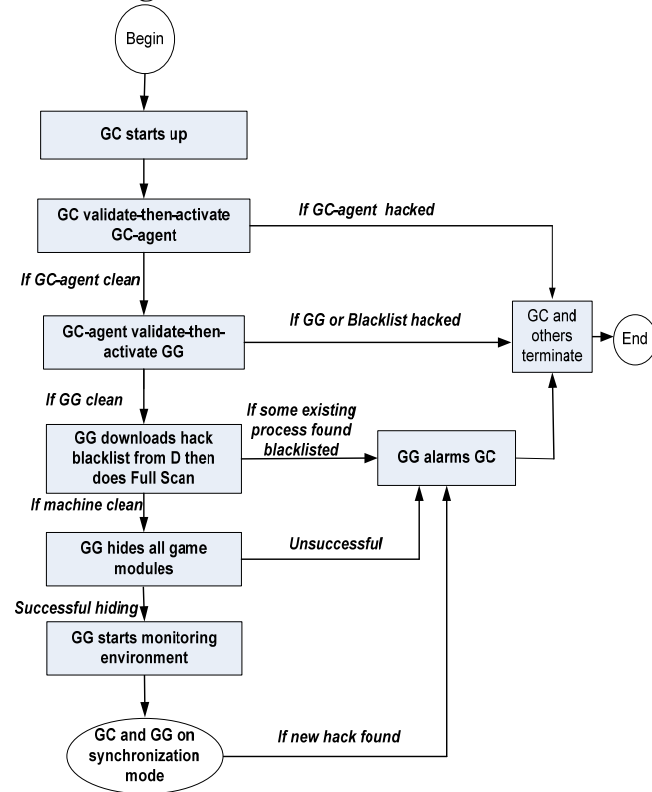 Begin
GC starts up
GC validate-then-activate
GC-agent
If GC-agent hacked
If GC-agent clean
GC-agent validate-then-
activate GG
If GG or Blacklist hacked
GC and
others
terminate
End
If GG clean
GG downloads hack
blacklist from D then
does Full Scan
If some existing
process found
blacklisted
GG alarms GC
If machine clean
GG hides all game
modules
Unsuccessful
Successful hiding
GG starts monitoring
environment
GC and GG on
synchronization
mode
If new hack found